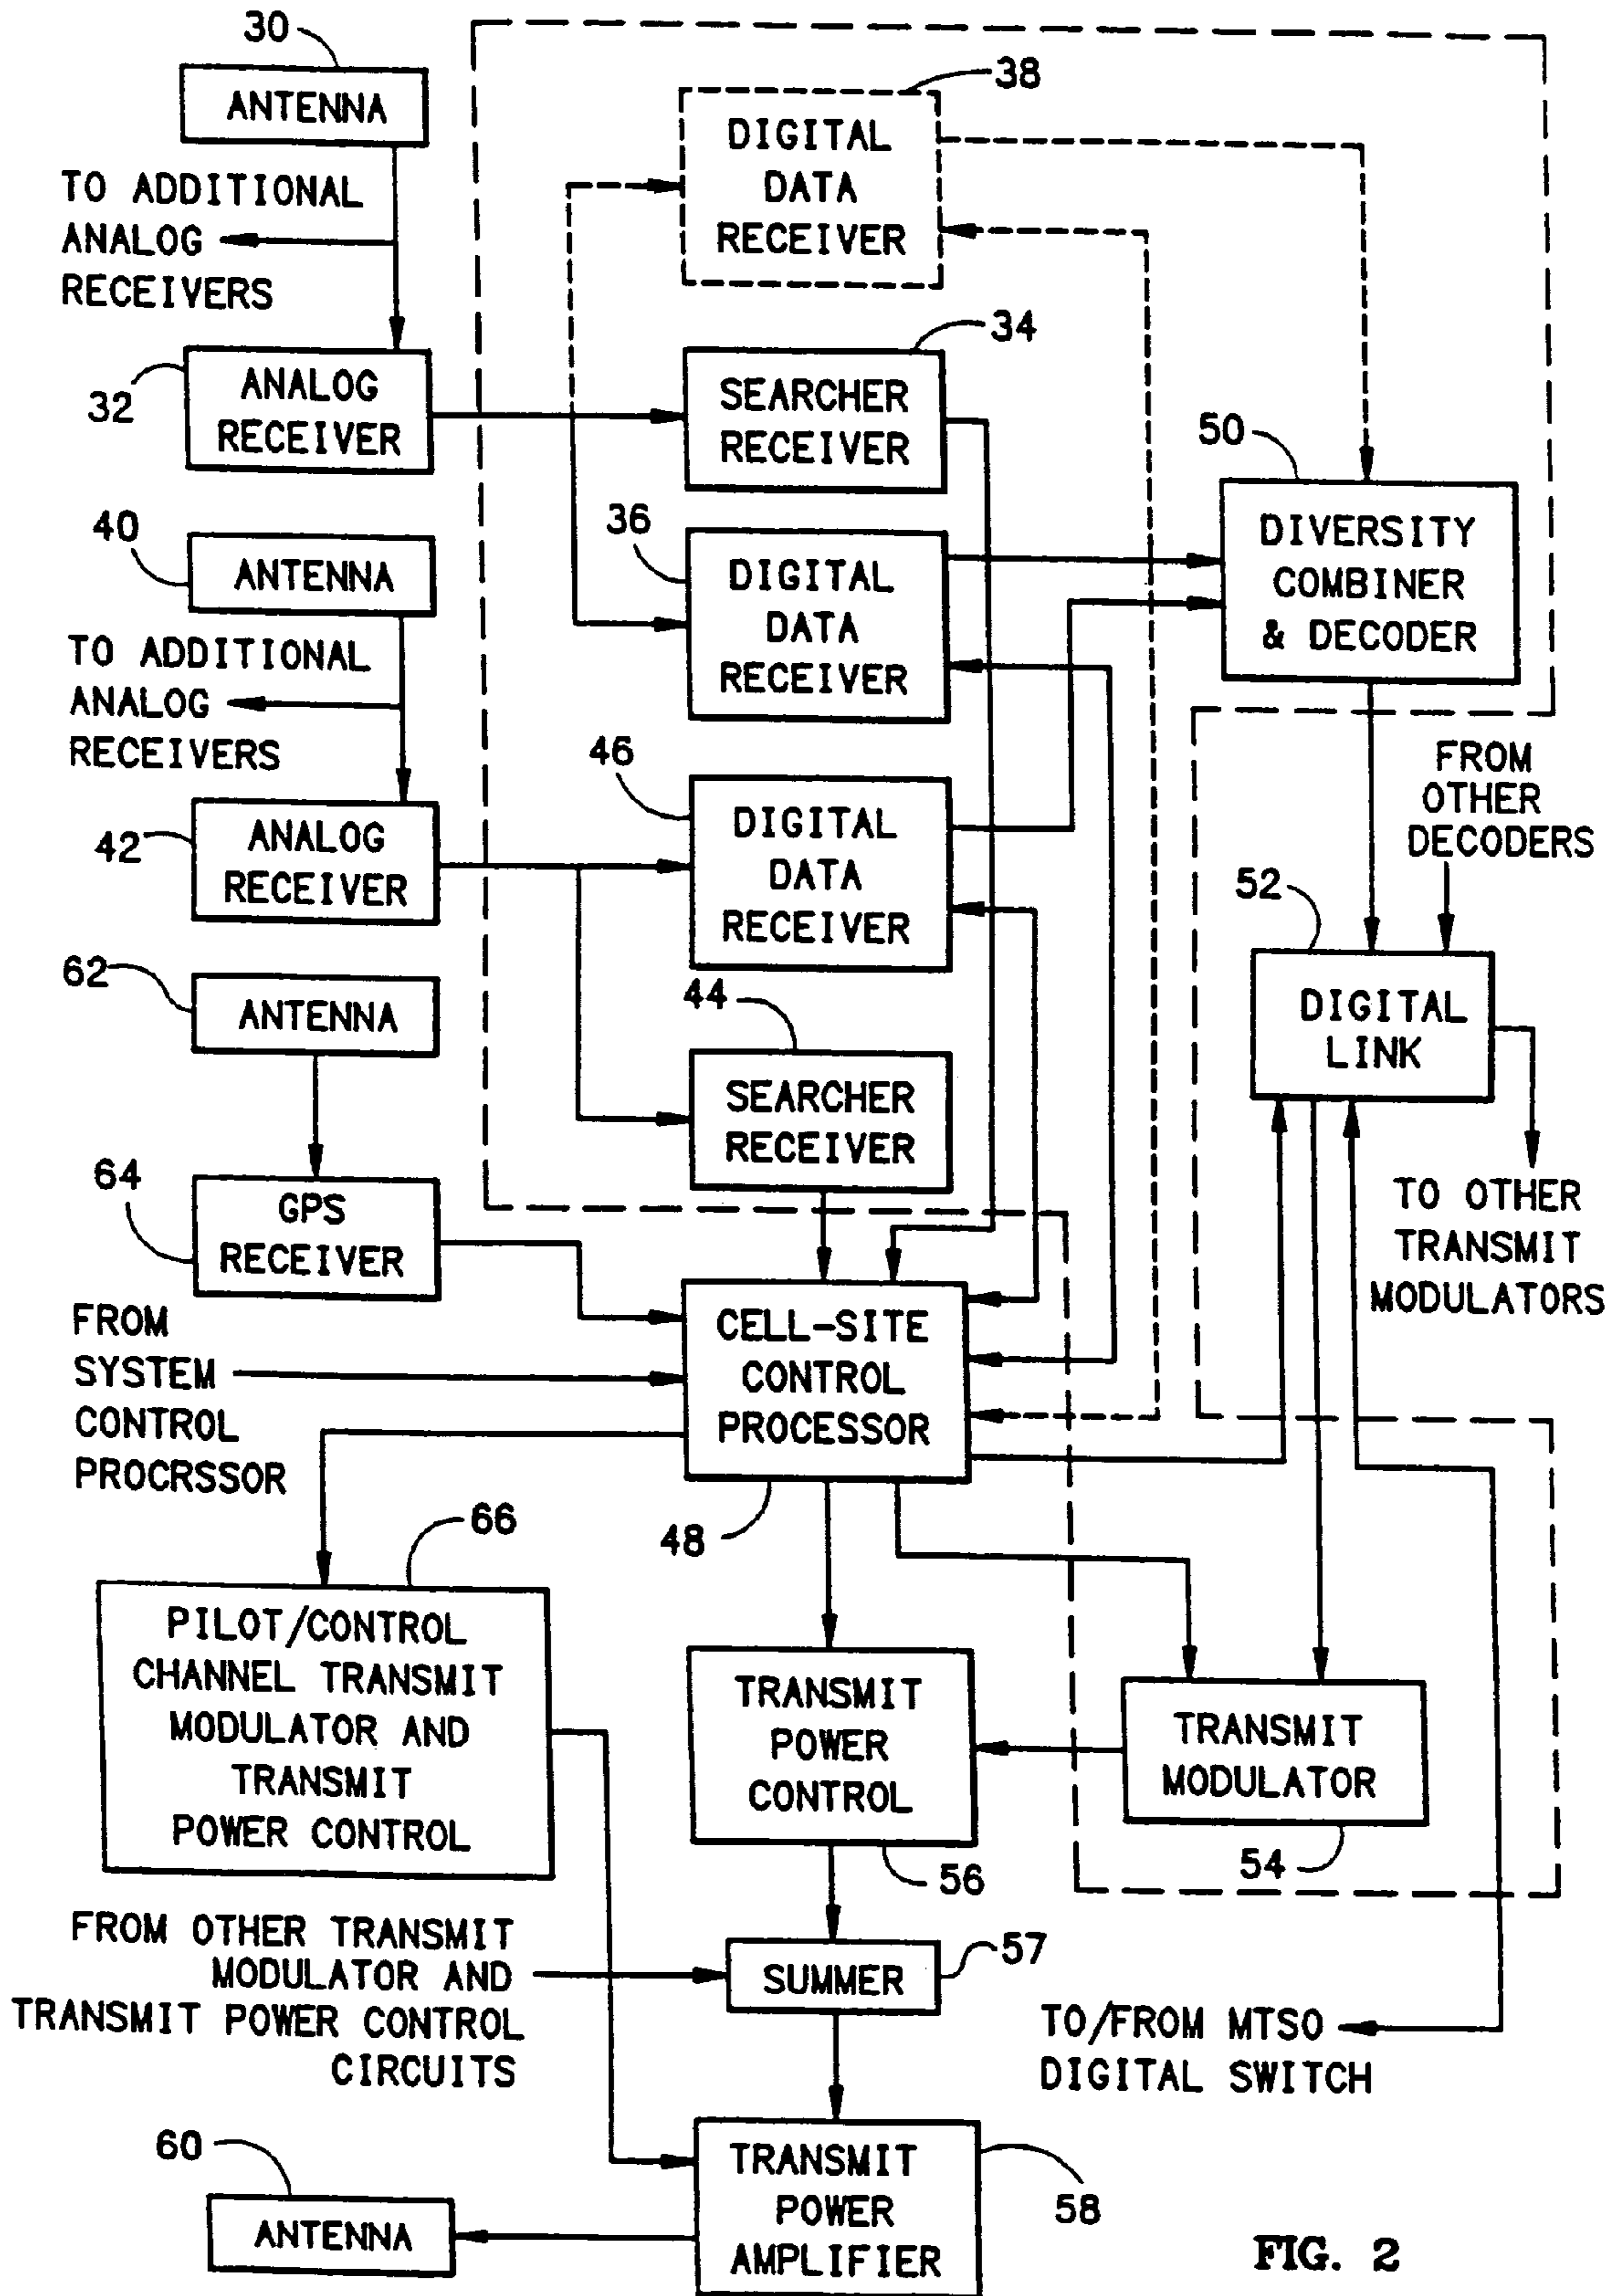 30
ANTENNA
TO ADDITIONAL
ANALOG
RECEIVERS
32
ANALOG
RECEIVER
38
DIGITAL
DATA
RECEIVER
34
SEARCHER
RECEIVER
40
ANTENNA
TO ADDITIONAL
ANALOG
RECEIVERS
36
DIGITAL
DATA
RECEIVER
50
DIVERSITY
COMBINER
& DECODER
42
ANALOG
RECEIVER
46
DIGITAL
DATA
RECEIVER
FROM
OTHER
DECODERS
52
DIGITAL
LINK
62
ANTENNA
44
SEARCHER
RECEIVER
TO OTHER
TRANSMIT
MODULATORS
64
GPS
RECEIVER
FROM
SYSTEM
CONTROL
PROCRSSOR
CELL-SITE
CONTROL
PROCESSOR
48
66
PILOT/CONTROL
CHANNEL TRANSMIT
MODULATOR AND
TRANSMIT
POWER CONTROL
TRANSMIT
POWER
CONTROL
56
TRANSMIT
MODULATOR
54
FROM OTHER TRANSMIT
MODULATOR AND
TRANSMIT POWER CONTROL
CIRCUITS
SUMMER
57
TO/FROM MTSO
DIGITAL SWITCH
60
ANTENNA
TRANSMIT
POWER
AMPLIFIER
58
FIG. 2